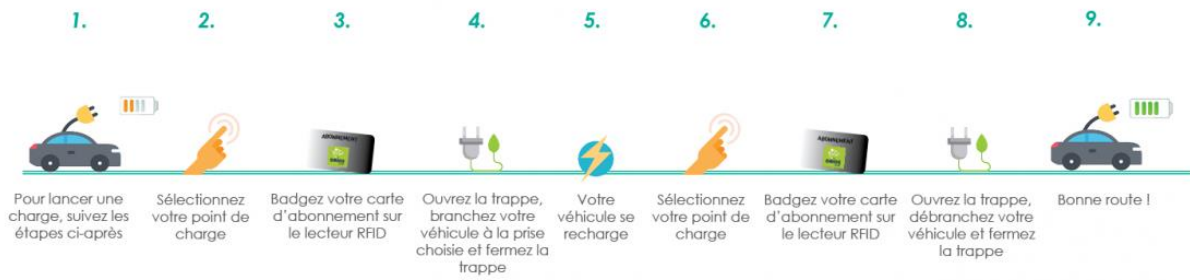 1.
2.
3.
4.
5.
6.
7.
8.
9.
ABONNEMENT
ABONNEMENT
Pour lancer une
charge, suivez les
étapes ci-après
Sélectionnez
votre point de
charge
Badgez votre carte
d'abonnement sur
le lecteur RFID
Ouvrez la trappe,
branchez votre
véhicule à la prise
choisie et fermez la
trappe
Votre
véhicule se
recharge
Sélectionnez
votre point de
charge
Badgez votre carte
d'abonnement sur
le lecteur RFID
Ouvrez la trappe,
débranchez votre
véhicule et fermez
la trappe
Bonne route !